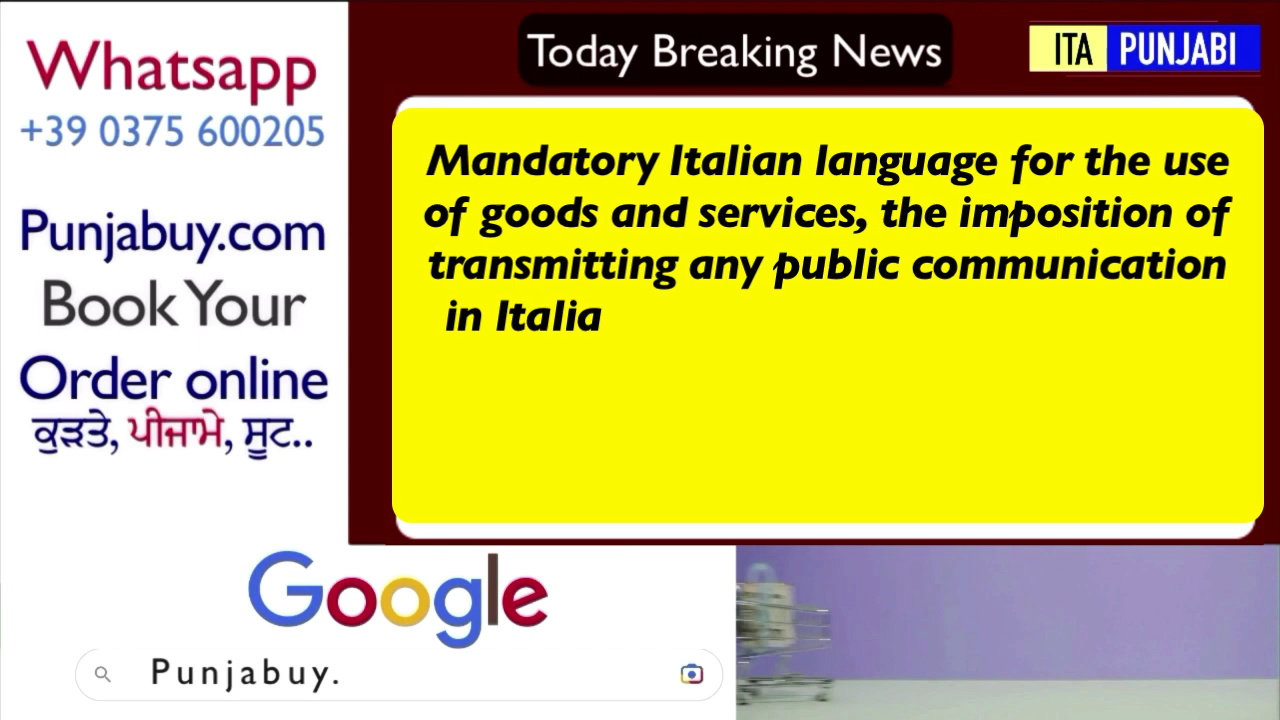 Whatsapp
+39 0375 600205
Punjabuy.com
Book Your
Order online
ਕੁੜਤੇ, ਪੀਜਾਮੇ, ਸੂਟ..
Today Breaking News
ITA PUNJABI
Mandatory Italian language for the use
of goods and services, the imposition of
transmitting any public communication
in Italia
Google
Punjabuy.